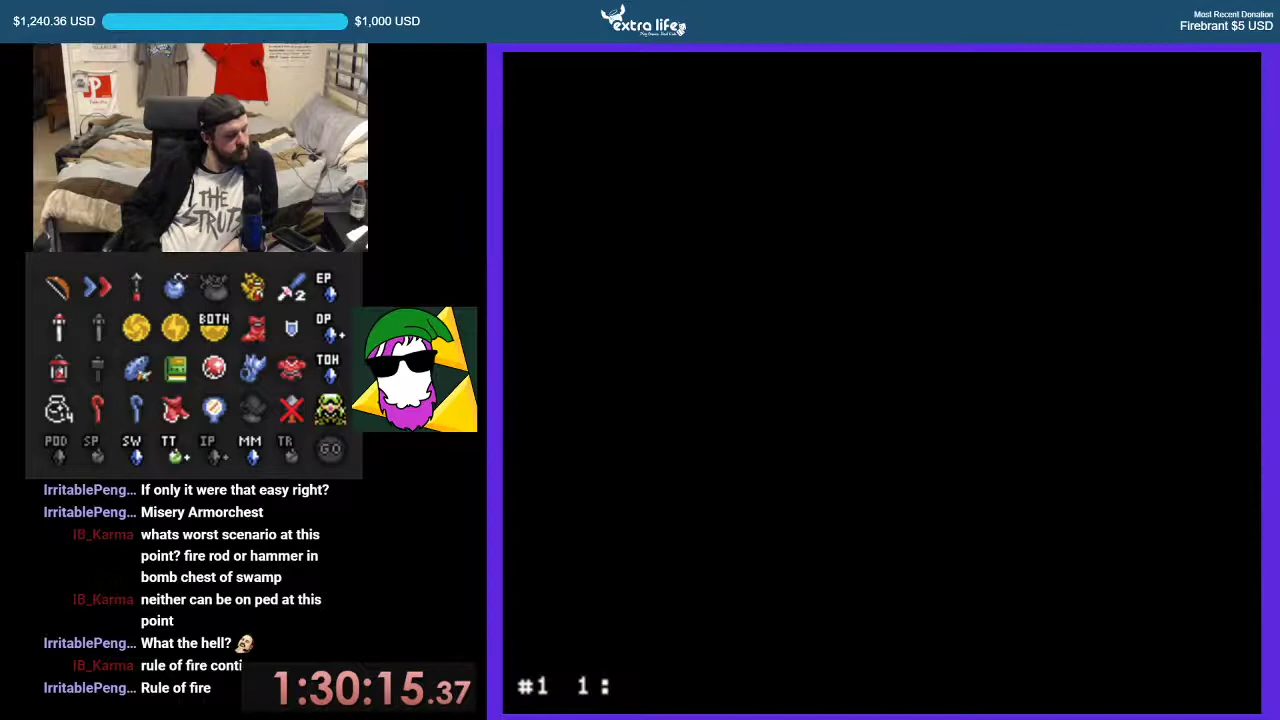 $1,240.36 USD
$1,000 USD
extra life
Most Recent Donation
Firebrant $5 USD
THE
STRUTS
EP
BOTH
DP
2
TOH
4
POD SP SW TT IP MM TR GO
IrritablePeng... If only it were that easy right?
IrritablePeng... Misery Armorchest
IB_Karma whats worst scenario at this
point? fire rod or hammer in
bomb chest of swamp
IB_Karma neither can be on ped at this
point
IrritablePeng... What the hell?
IB_Karma rule of fire conti
IrritablePeng... Rule of fire
1:30:15.37
#1 1: